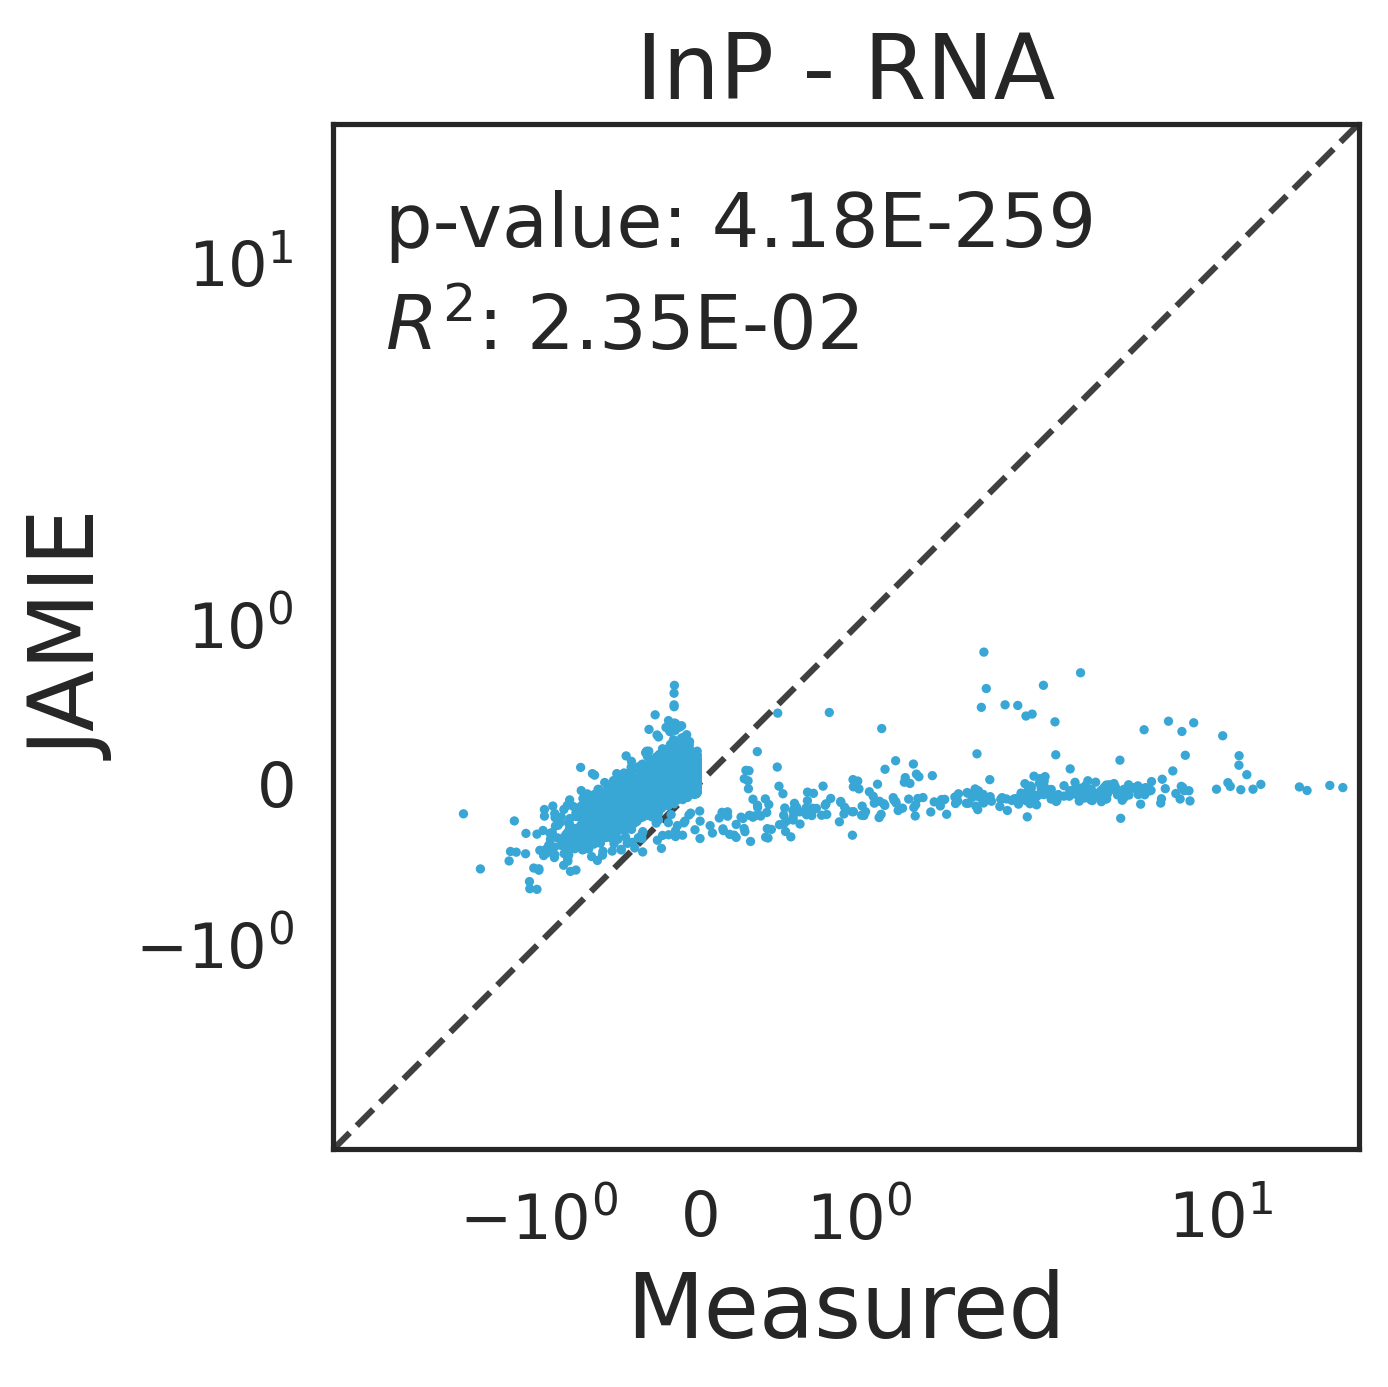 InP - RNA
p-value: 4.18E-259
R²: 2.35E-02
JAMIE
10¹
10⁰
0
−10⁰
−10⁰ 0 10⁰ 10¹
Measured